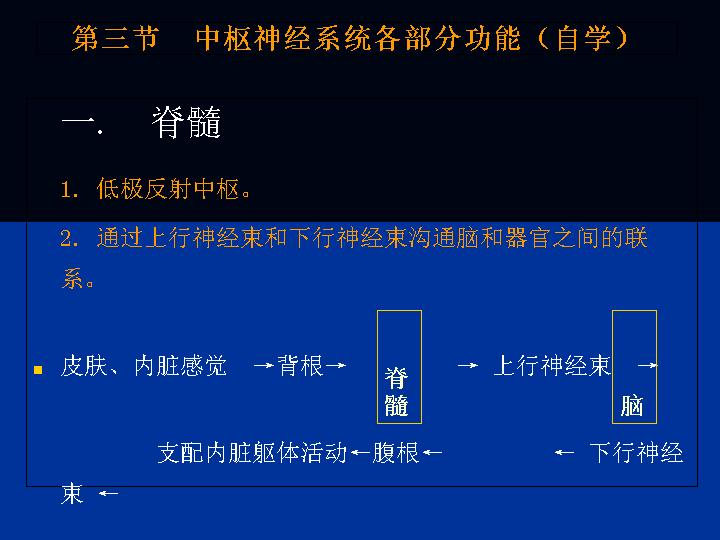 第三节　中枢神经系统各部分功能（自学）
一.　脊髓
1. 低极反射中枢。
2. 通过上行神经束和下行神经束沟通脑和器官之间的联
系。
皮肤、内脏感觉　→背根→　脊髓　→ 上行神经束　→　脑
支配内脏躯体活动←腹根←　← 下行神经
束 ←